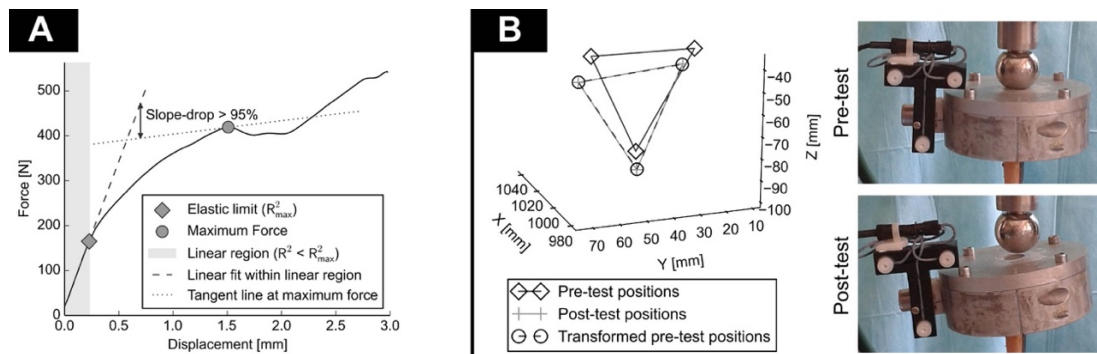 A
Force [N]
500
400
300
200
100
0
Slope-drop > 95%
Elastic limit (R²max)
Maximum Force
Linear region (R² < R²max)
Linear fit within linear region
Tangent line at maximum force
0.0 0.5 1.0 1.5 2.0 2.5 3.0
Displacement [mm]
B
−40
−50
−60
−70
−80
−90
−100
Z [mm]
1040
1020
1000
980
X [mm]
70 60 50 40 30 20 10
Y [mm]
Pre-test positions
Post-test positions
Transformed pre-test positions
Pre-test
Post-test